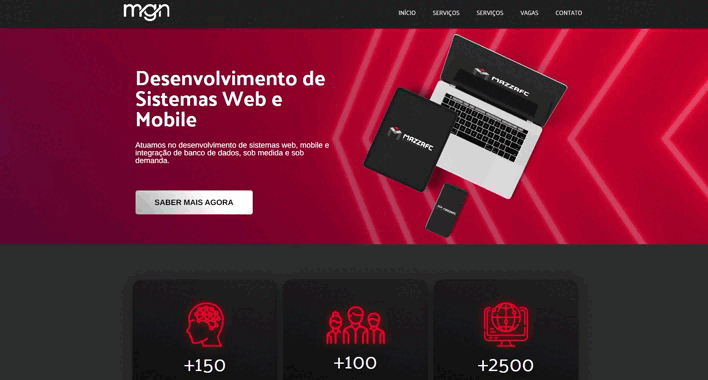 mgn
INÍCIO SERVIÇOS SERVIÇOS VAGAS CONTATO
Desenvolvimento de
Sistemas Web e
Mobile
Atuamos no desenvolvimento de sistemas web, mobile e
integração de banco de dados, sob medida e sob
demanda.
SABER MAIS AGORA
MAZZAFC
MAZZAFC
+150
+100
+2500